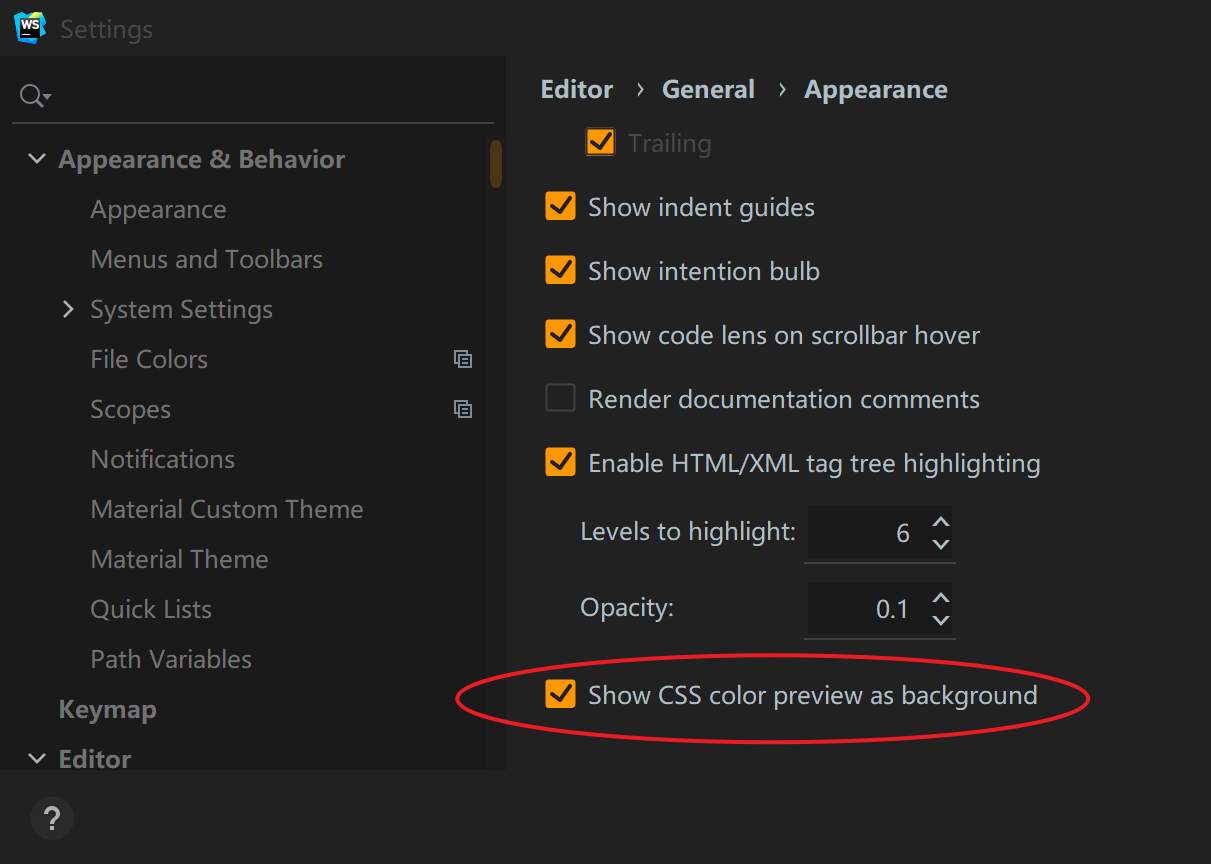 WS
Settings
Appearance & Behavior
Appearance
Menus and Toolbars
System Settings
File Colors
Scopes
Notifications
Material Custom Theme
Material Theme
Quick Lists
Path Variables
Keymap
Editor
?
Editor › General › Appearance
Trailing
Show indent guides
Show intention bulb
Show code lens on scrollbar hover
Render documentation comments
Enable HTML/XML tag tree highlighting
Levels to highlight: 6
Opacity: 0.1
Show CSS color preview as background